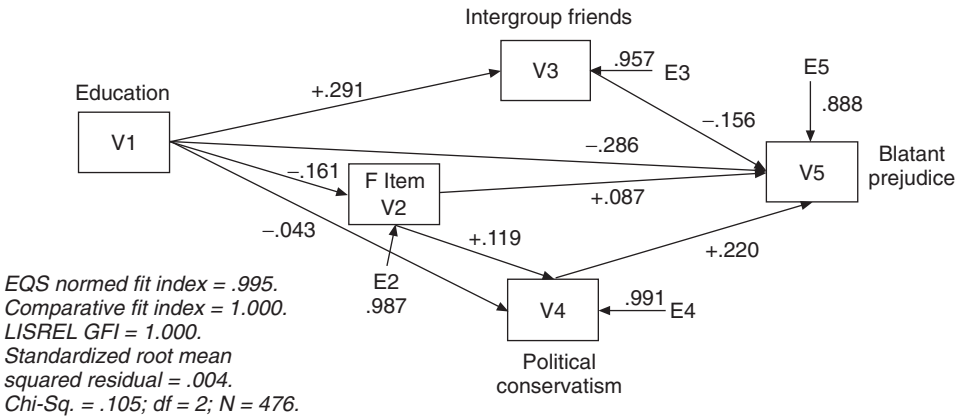 Intergroup friends
V3
.957
E3
Education
V1
+.291
E5
.888
−.156
−.286
V5
Blatant
prejudice
−.161
F Item
V2
+.087
−.043
+.119
+.220
E2
.987
V4
.991
E4
Political
conservatism
EQS normed fit index = .995.
Comparative fit index = 1.000.
LISREL GFI = 1.000.
Standardized root mean
squared residual = .004.
Chi-Sq. = .105; df = 2; N = 476.